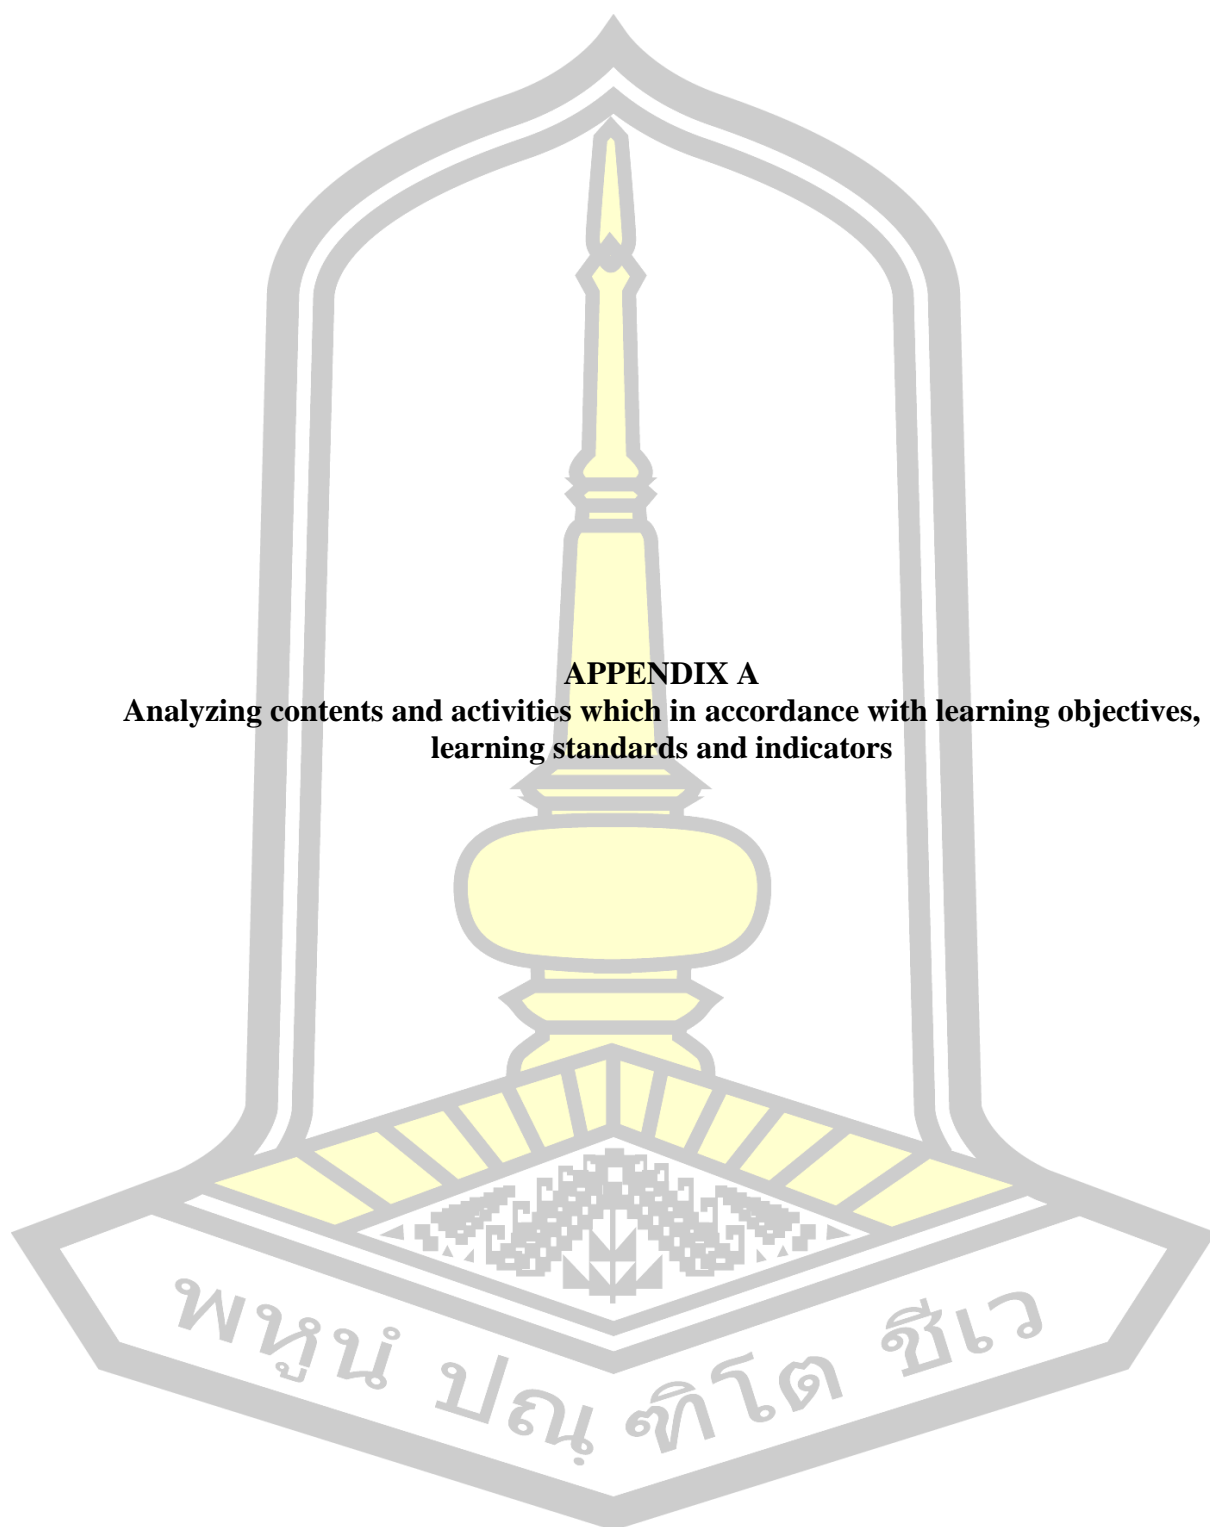 APPENDIX A
Analyzing contents and activities which in accordance with learning objectives,
learning standards and indicators
พหูนํ ปณฺฑิโต ชีเว